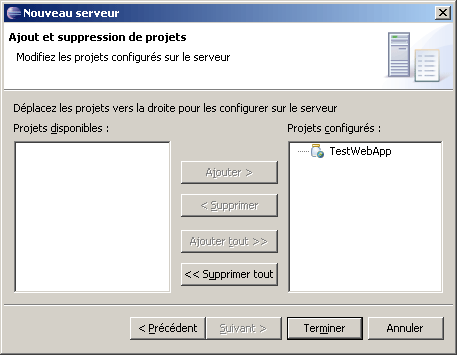 Nouveau serveur
Ajout et suppression de projets
Modifiez les projets configurés sur le serveur
Déplacez les projets vers la droite pour les configurer sur le serveur
Projets disponibles :
Projets configurés :
TestWebApp
Ajouter >
< Supprimer
Ajouter tout >>
<< Supprimer tout
< Précédent
Suivant >
Terminer
Annuler